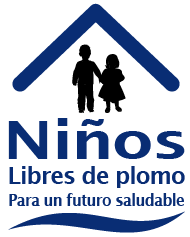 Niños
Libres de plomo
Para un futuro saludable